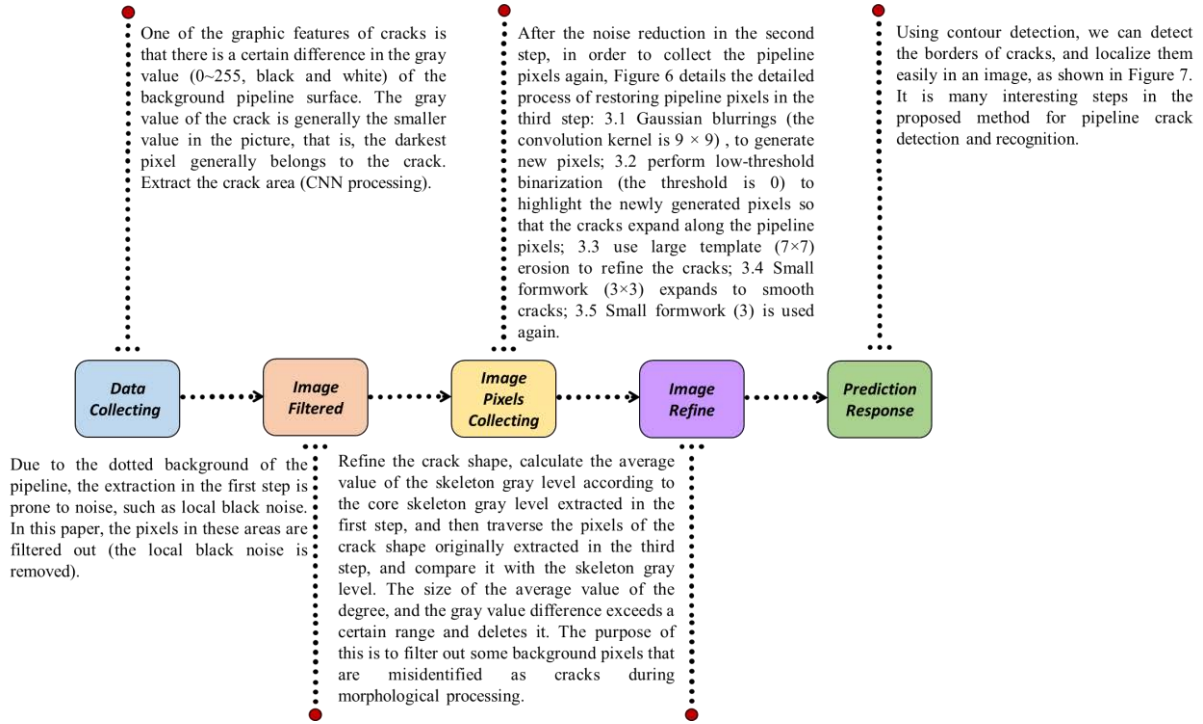 One of the graphic features of cracks is
that there is a certain difference in the gray
value (0~255, black and white) of the
background pipeline surface. The gray
value of the crack is generally the smaller
value in the picture, that is, the darkest
pixel generally belongs to the crack.
Extract the crack area (CNN processing).
After the noise reduction in the second
step, in order to collect the pipeline
pixels again, Figure 6 details the detailed
process of restoring pipeline pixels in the
third step: 3.1 Gaussian blurrings (the
convolution kernel is 9 × 9) , to generate
new pixels; 3.2 perform low-threshold
binarization (the threshold is 0) to
highlight the newly generated pixels so
that the cracks expand along the pipeline
pixels; 3.3 use large template (7×7)
erosion to refine the cracks; 3.4 Small
formwork (3×3) expands to smooth
cracks; 3.5 Small formwork (3) is used
again.
Using contour detection, we can detect
the borders of cracks, and localize them
easily in an image, as shown in Figure 7.
It is many interesting steps in the
proposed method for pipeline crack
detection and recognition.
Data
Collecting
Image
Filtered
Image
Pixels
Collecting
Image
Refine
Prediction
Response
Due to the dotted background of the
pipeline, the extraction in the first step is
prone to noise, such as local black noise.
In this paper, the pixels in these areas are
filtered out (the local black noise is
removed).
Refine the crack shape, calculate the average
value of the skeleton gray level according to
the core skeleton gray level extracted in the
first step, and then traverse the pixels of the
crack shape originally extracted in the third
step, and compare it with the skeleton gray
level. The size of the average value of the
degree, and the gray value difference exceeds a
certain range and deletes it. The purpose of
this is to filter out some background pixels that
are misidentified as cracks during
morphological processing.